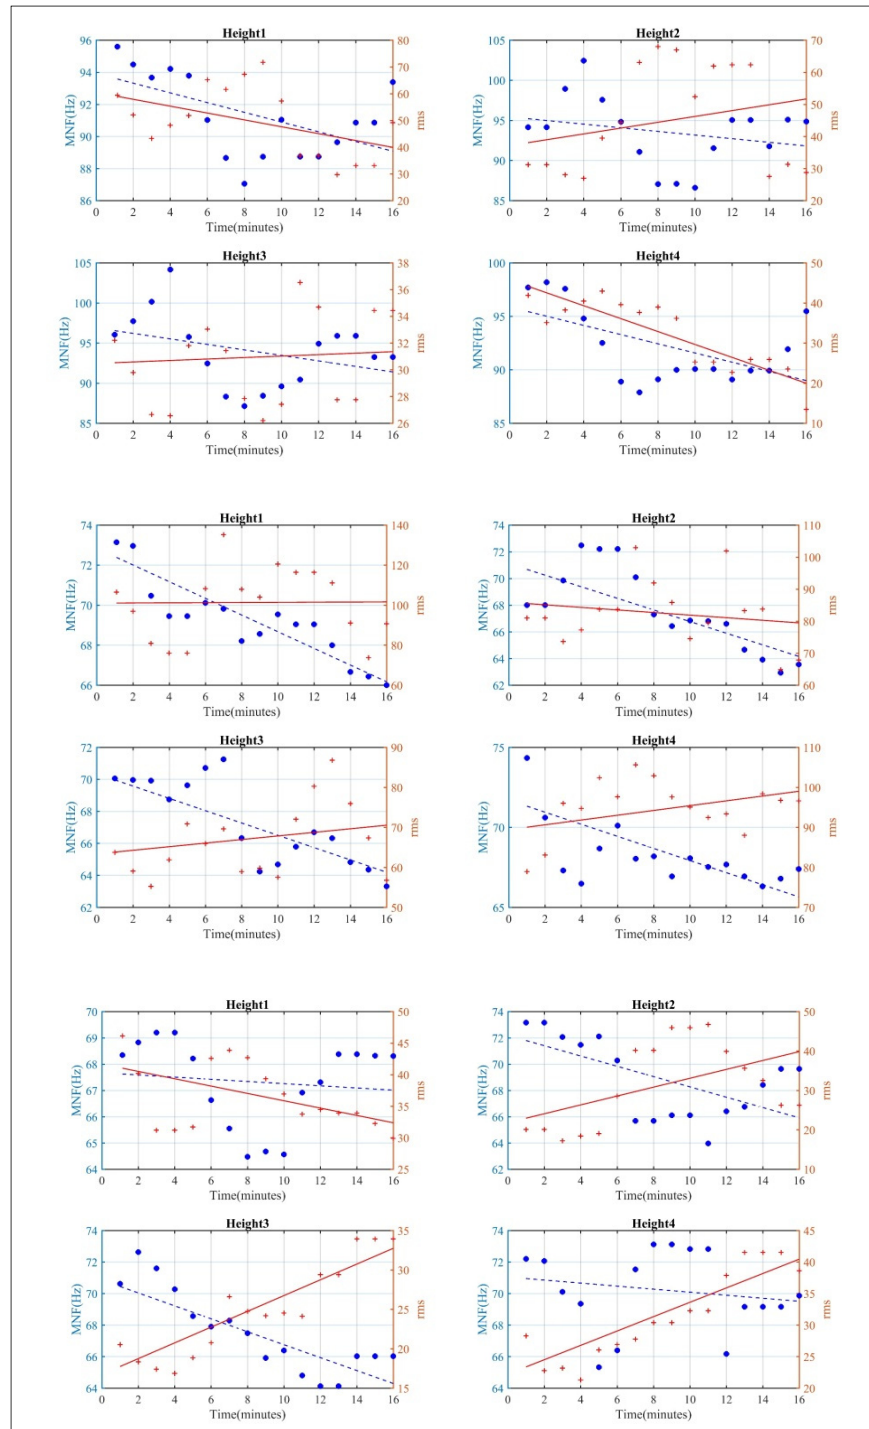 Height1
96
94
92
90
88
86
MNF(Hz)
80
70
60
50
40
30
20
rms
0 2 4 6 8 10 12 14 16
Time(minutes)
Height2
105
100
95
90
85
MNF(Hz)
70
60
50
40
30
20
rms
0 2 4 6 8 10 12 14 16
Time(minutes)
Height3
105
100
95
90
85
MNF(Hz)
38
36
34
32
30
28
26
rms
0 2 4 6 8 10 12 14 16
Time(minutes)
Height4
100
95
90
85
MNF(Hz)
50
40
30
20
10
rms
0 2 4 6 8 10 12 14 16
Time(minutes)
Height1
74
72
70
68
66
MNF(Hz)
140
120
100
80
60
rms
0 2 4 6 8 10 12 14 16
Time(minutes)
Height2
74
72
70
68
66
64
62
MNF(Hz)
110
100
90
80
70
60
rms
0 2 4 6 8 10 12 14 16
Time(minutes)
Height3
72
70
68
66
64
62
MNF(Hz)
90
80
70
60
50
rms
0 2 4 6 8 10 12 14 16
Time(minutes)
Height4
75
70
65
MNF(Hz)
110
100
90
80
70
rms
0 2 4 6 8 10 12 14 16
Time(minutes)
Height1
70
69
68
67
66
65
64
MNF(Hz)
50
45
40
35
30
25
rms
0 2 4 6 8 10 12 14 16
Time(minutes)
Height2
74
72
70
68
66
64
62
MNF(Hz)
50
40
30
20
10
rms
0 2 4 6 8 10 12 14 16
Time(minutes)
Height3
74
72
70
68
66
64
MNF(Hz)
35
30
25
20
15
rms
0 2 4 6 8 10 12 14 16
Time(minutes)
Height4
74
72
70
68
66
64
MNF(Hz)
45
40
35
30
25
20
rms
0 2 4 6 8 10 12 14 16
Time(minutes)